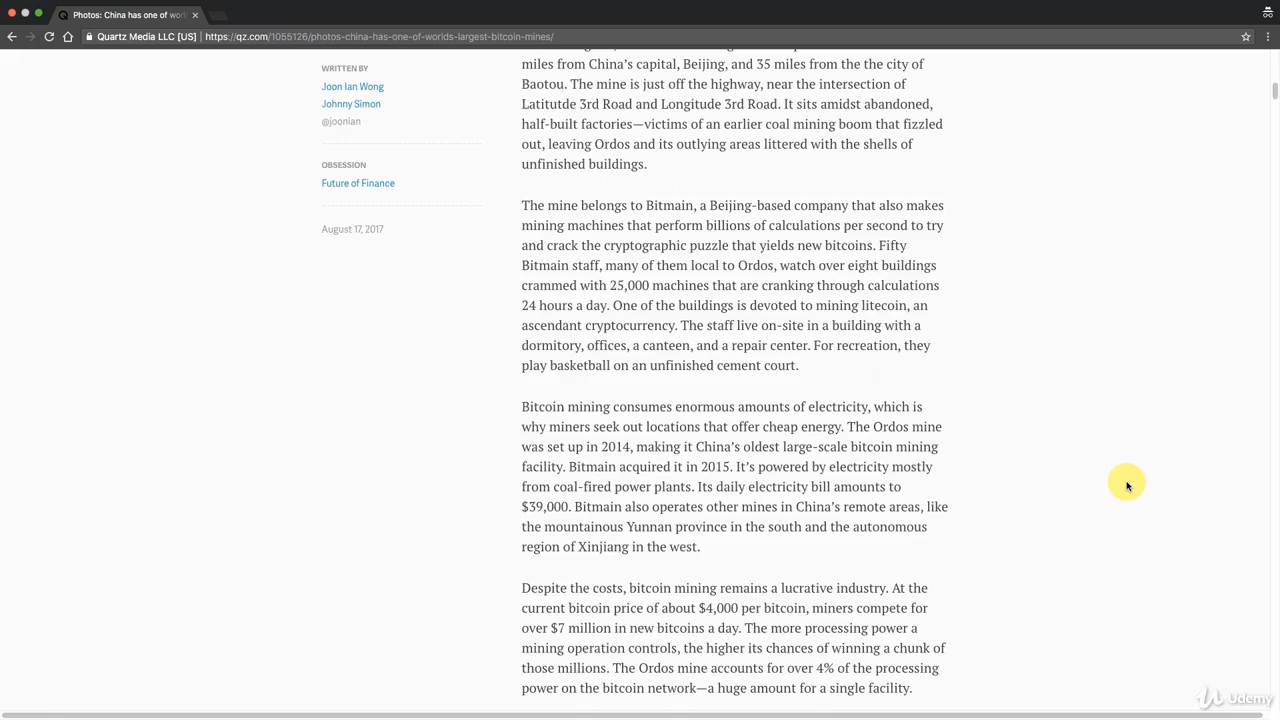 Photos: China has one of worl
Quartz Media LLC [US] | https://qz.com/1055126/photos-china-has-one-of-worlds-largest-bitcoin-mines/
WRITTEN BY
Joon Ian Wong
Johnny Simon
@joonian
OBSESSION
Future of Finance
August 17, 2017
miles from China's capital, Beijing, and 35 miles from the the city of
Baotou. The mine is just off the highway, near the intersection of
Latitutde 3rd Road and Longitude 3rd Road. It sits amidst abandoned,
half-built factories—victims of an earlier coal mining boom that fizzled
out, leaving Ordos and its outlying areas littered with the shells of
unfinished buildings.
The mine belongs to Bitmain, a Beijing-based company that also makes
mining machines that perform billions of calculations per second to try
and crack the cryptographic puzzle that yields new bitcoins. Fifty
Bitmain staff, many of them local to Ordos, watch over eight buildings
crammed with 25,000 machines that are cranking through calculations
24 hours a day. One of the buildings is devoted to mining litecoin, an
ascendant cryptocurrency. The staff live on-site in a building with a
dormitory, offices, a canteen, and a repair center. For recreation, they
play basketball on an unfinished cement court.
Bitcoin mining consumes enormous amounts of electricity, which is
why miners seek out locations that offer cheap energy. The Ordos mine
was set up in 2014, making it China's oldest large-scale bitcoin mining
facility. Bitmain acquired it in 2015. It's powered by electricity mostly
from coal-fired power plants. Its daily electricity bill amounts to
$39,000. Bitmain also operates other mines in China's remote areas, like
the mountainous Yunnan province in the south and the autonomous
region of Xinjiang in the west.
Despite the costs, bitcoin mining remains a lucrative industry. At the
current bitcoin price of about $4,000 per bitcoin, miners compete for
over $7 million in new bitcoins a day. The more processing power a
mining operation controls, the higher its chances of winning a chunk of
those millions. The Ordos mine accounts for over 4% of the processing
power on the bitcoin network—a huge amount for a single facility.
Udemy